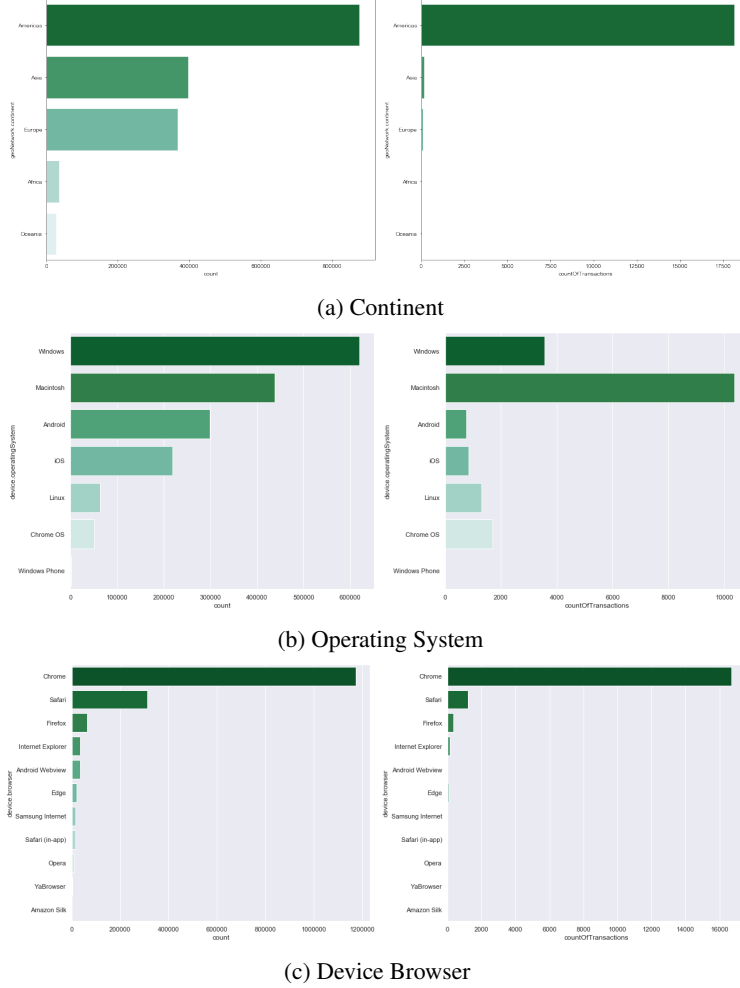 Americas
Asia
Europe
Africa
Oceania
geoNetwork.continent
0 200000 400000 600000 800000
count
Americas
Asia
Europe
Africa
Oceania
geoNetwork.continent
0 2500 5000 7500 10000 12500 15000 17500
countOfTransactions
(a) Continent
Windows
Macintosh
Android
iOS
Linux
Chrome OS
Windows Phone
device.operatingSystem
0 100000 200000 300000 400000 500000 600000
count
Windows
Macintosh
Android
iOS
Linux
Chrome OS
Windows Phone
device.operatingSystem
0 2000 4000 6000 8000 10000
countOfTransactions
(b) Operating System
Chrome
Safari
Firefox
Internet Explorer
Android Webview
Edge
Samsung Internet
Safari (in-app)
Opera
YaBrowser
Amazon Silk
device.browser
0 200000 400000 600000 800000 1000000 1200000
count
Chrome
Safari
Firefox
Internet Explorer
Android Webview
Edge
Samsung Internet
Safari (in-app)
Opera
YaBrowser
Amazon Silk
device.browser
0 2000 4000 6000 8000 10000 12000 14000 16000
countOfTransactions
(c) Device Browser